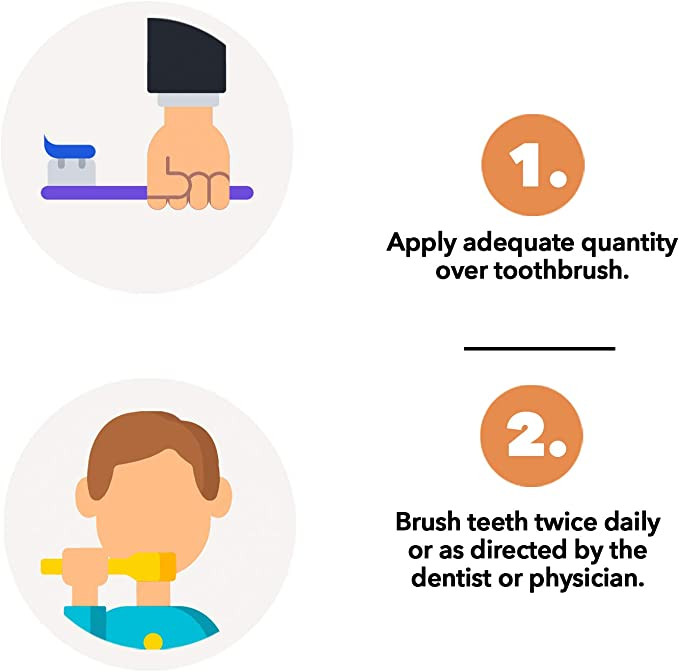 1.
Apply adequate quantity
over toothbrush.
2.
Brush teeth twice daily
or as directed by the
dentist or physician.